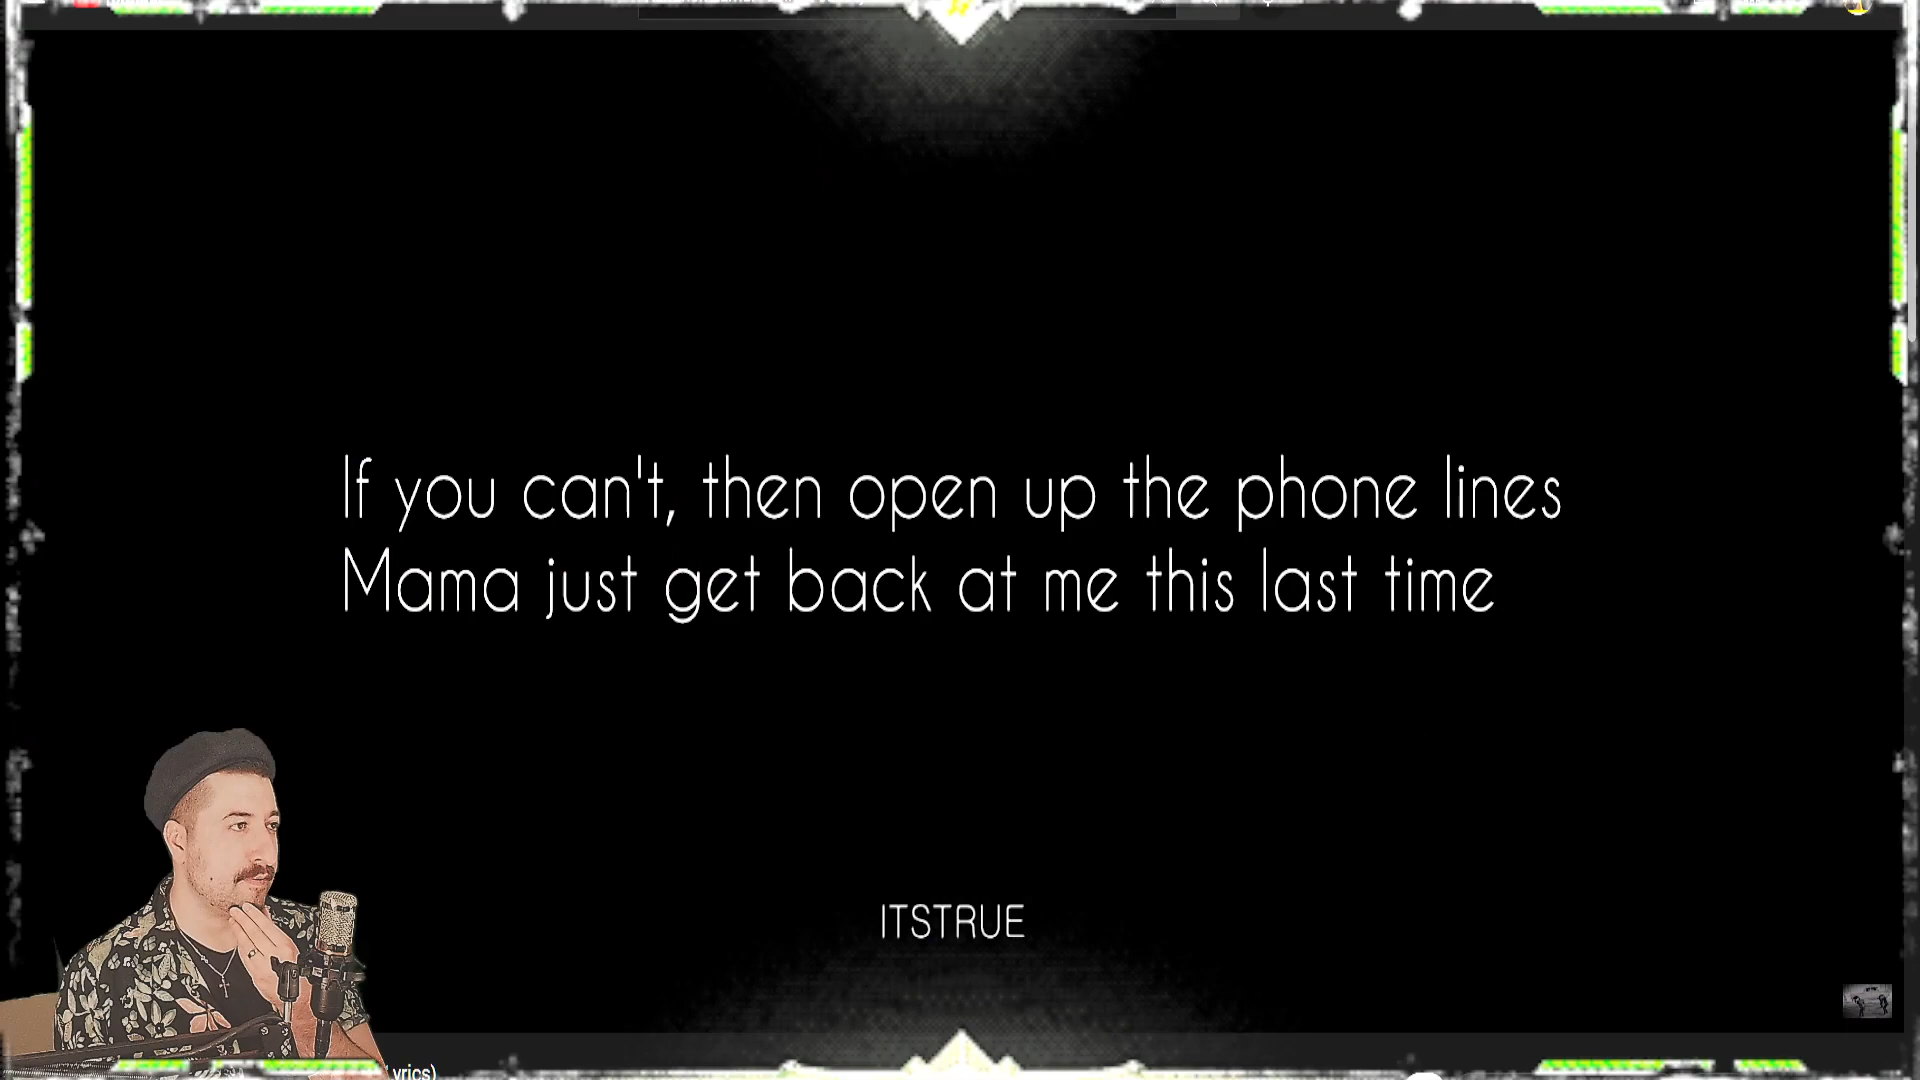 If you can't, then open up the phone lines
Mama just get back at me this last time
ITSTRUE
yrics)